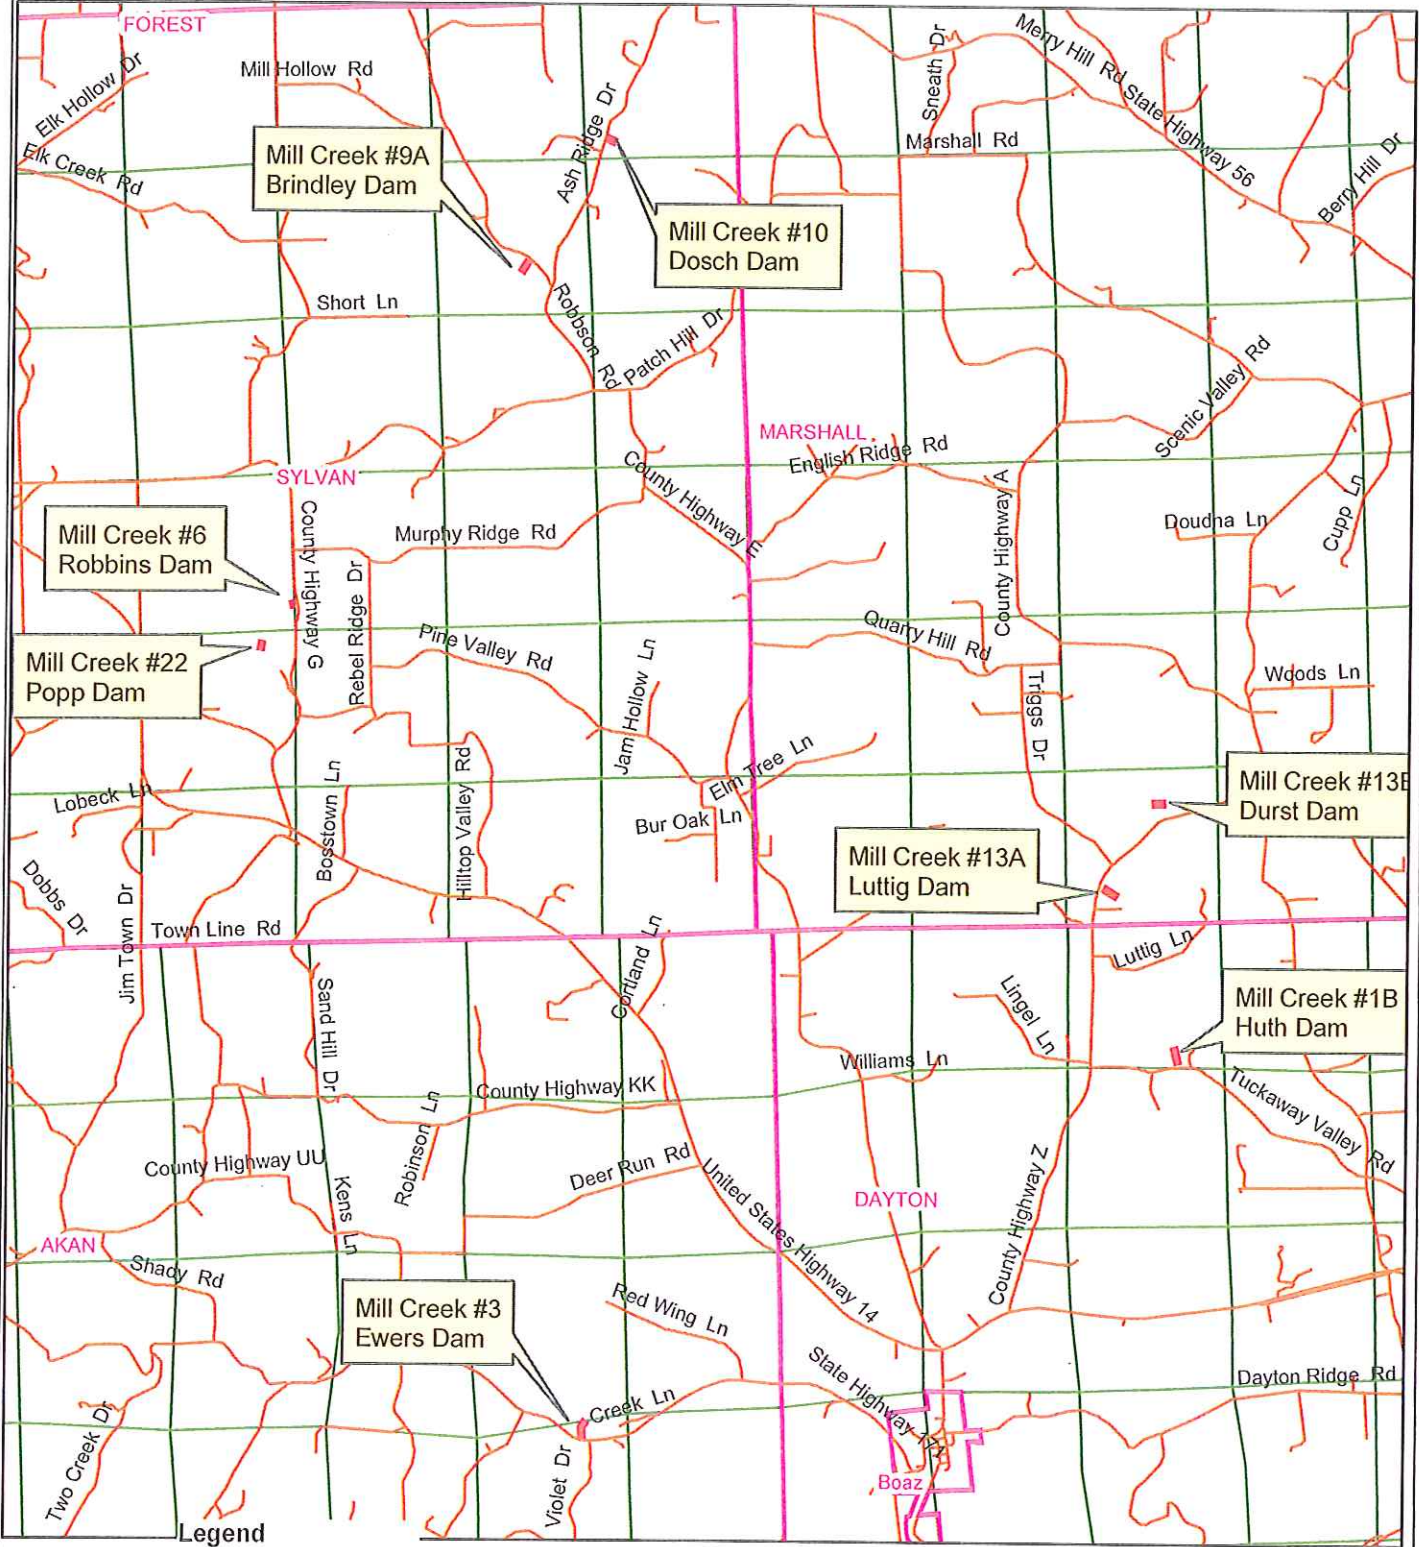 FOREST
Merry Hill Rd
Sneath Dr
Elk Hollow Dr
Mill Hollow Rd
State Highway 56
Ash Ridge Dr
Marshall Rd
Berry Hill Dr
Elk Creek Rd
Mill Creek #9A
Brindley Dam
Mill Creek #10
Dosch Dam
Short Ln
Robbson Rd
Patch Hill Dr
Scenic Valley Rd
MARSHALL
English Ridge Rd
SYLVAN
County Highway E
County Highway A
Cupp Ln
Doudna Ln
Mill Creek #6
Robbins Dam
County Highway G
Murphy Ridge Rd
Rebel Ridge Dr
Quarry Hill Rd
Pine Valley Rd
Mill Creek #22
Popp Dam
Jam Hollow Ln
Triggs Dr
Woods Ln
Elm Tree Ln
Hilltop Valley Rd
Bosstown Ln
Lobeck Ln
Bur Oak Ln
Mill Creek #13B
Durst Dam
Mill Creek #13A
Luttig Dam
Dobbs Dr
Jim Town Dr
Town Line Rd
Cortland Ln
Luttig Ln
Sand Hill Dr
Lingel Ln
Mill Creek #1B
Huth Dam
Williams Ln
County Highway KK
Tuckaway Valley Rd
Robinson Ln
County Highway UU
Deer Run Rd
Kens Ln
United States Highway 14
DAYTON
County Highway Z
AKAN
Shady Rd
Mill Creek #3
Ewers Dam
Red Wing Ln
State Highway 171
Dayton Ridge Rd
Creek Ln
Two Creek Dr
Violet Dr
Boaz
Legend